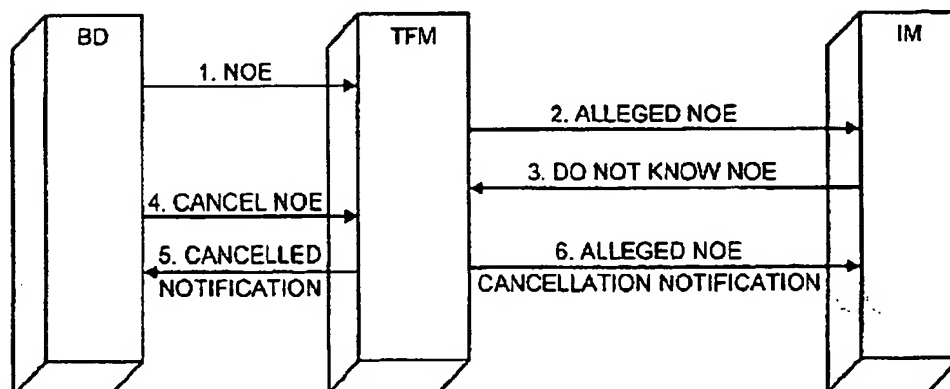 BD
TFM
IM
1. NOE
2. ALLEGED NOE
3. DO NOT KNOW NOE
4. CANCEL NOE
5. CANCELLED
NOTIFICATION
6. ALLEGED NOE
CANCELLATION NOTIFICATION